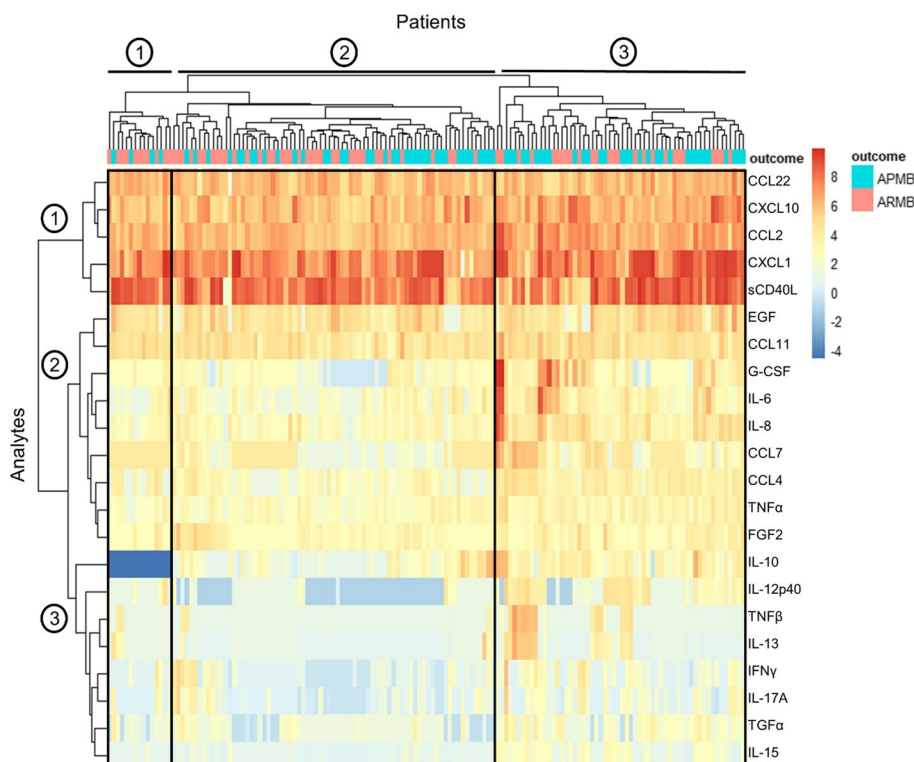 Patients
1
2
3
outcome
CCL22
CXCL10
CCL2
CXCL1
sCD40L
EGF
CCL11
G-CSF
IL-6
IL-8
CCL7
CCL4
TNFα
FGF2
IL-10
IL-12p40
TNFβ
IL-13
IFNγ
IL-17A
TGFα
IL-15
8
6
4
2
0
-2
-4
outcome
APMB
ARMB
Analytes
1
2
3